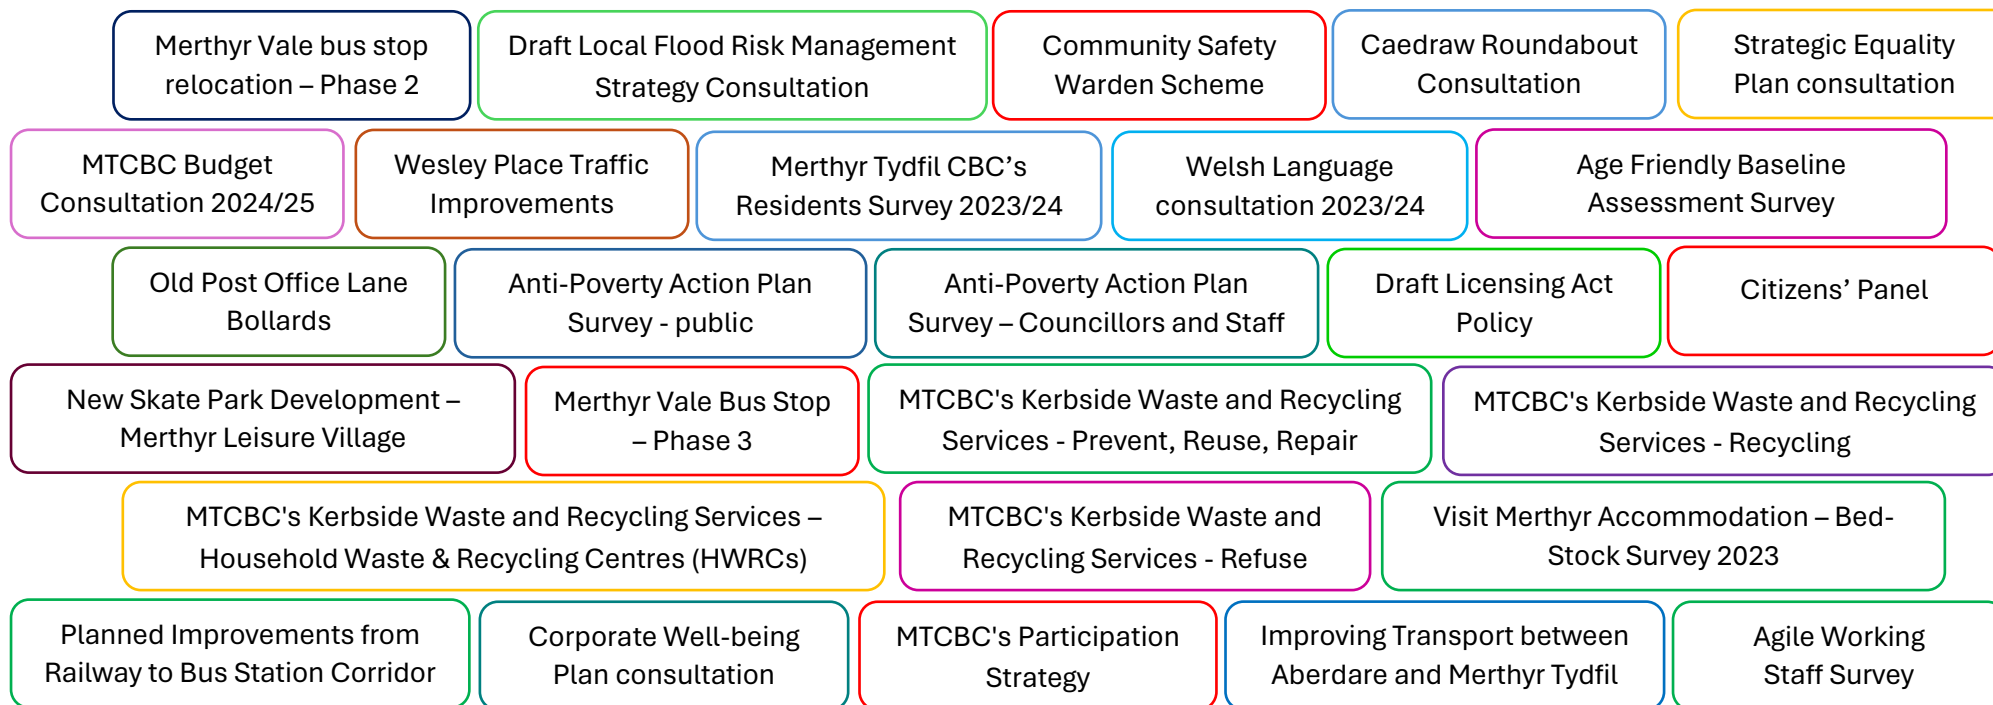 Merthyr Vale bus stop
relocation – Phase 2
Draft Local Flood Risk Management
Strategy Consultation
Community Safety
Warden Scheme
Caedraw Roundabout
Consultation
Strategic Equality
Plan consultation
MTCBC Budget
Consultation 2024/25
Wesley Place Traffic
Improvements
Merthyr Tydfil CBC’s
Residents Survey 2023/24
Welsh Language
consultation 2023/24
Age Friendly Baseline
Assessment Survey
Old Post Office Lane
Bollards
Anti-Poverty Action Plan
Survey - public
Anti-Poverty Action Plan
Survey – Councillors and Staff
Draft Licensing Act
Policy
Citizens’ Panel
New Skate Park Development –
Merthyr Leisure Village
Merthyr Vale Bus Stop
– Phase 3
MTCBC's Kerbside Waste and Recycling
Services - Prevent, Reuse, Repair
MTCBC's Kerbside Waste and Recycling
Services - Recycling
MTCBC's Kerbside Waste and Recycling Services –
Household Waste & Recycling Centres (HWRCs)
MTCBC's Kerbside Waste and
Recycling Services - Refuse
Visit Merthyr Accommodation – Bed-
Stock Survey 2023
Planned Improvements from
Railway to Bus Station Corridor
Corporate Well-being
Plan consultation
MTCBC's Participation
Strategy
Improving Transport between
Aberdare and Merthyr Tydfil
Agile Working
Staff Survey